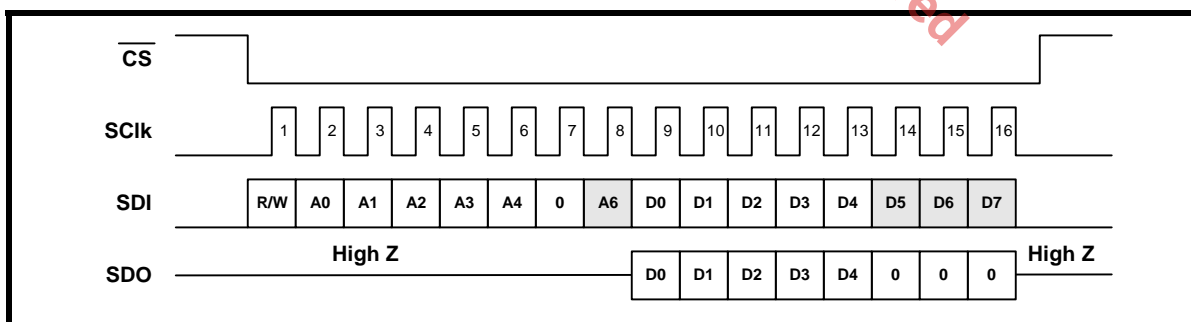 ed
CS
SClk 1 2 3 4 5 6 7 8 9 10 11 12 13 14 15 16
SDI R/W A0 A1 A2 A3 A4 0 A6 D0 D1 D2 D3 D4 D5 D6 D7
High Z High Z
SDO D0 D1 D2 D3 D4 0 0 0